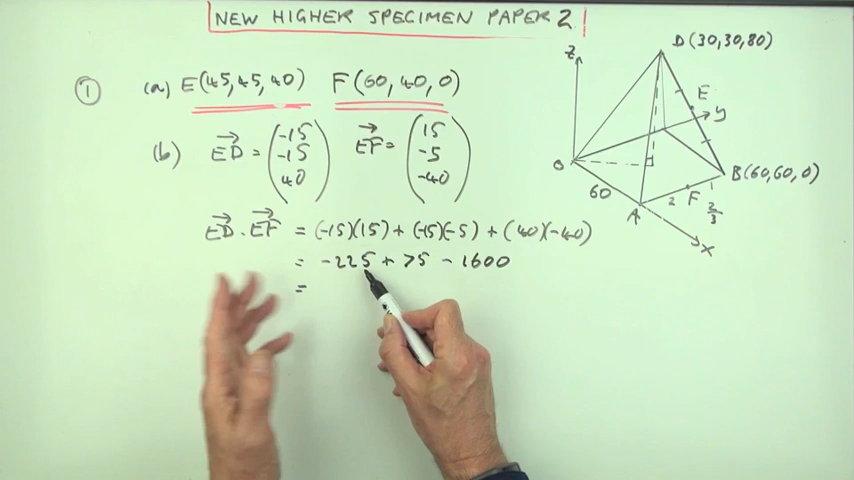 NEW HIGHER SPECIMEN PAPER 2
① (a) E(45,45,40) F(60,40,0)
(b) ED = (-15 -15 40) EF = (15 -5 -40)
ED . EF = (-15)(15) + (-15)(-5) + (40)(-40)
= -225 + 75 - 1600
=
D(30,30,80)
Z
E
y
O
B(60,60,0)
60
A
2
F
1
2/3
x